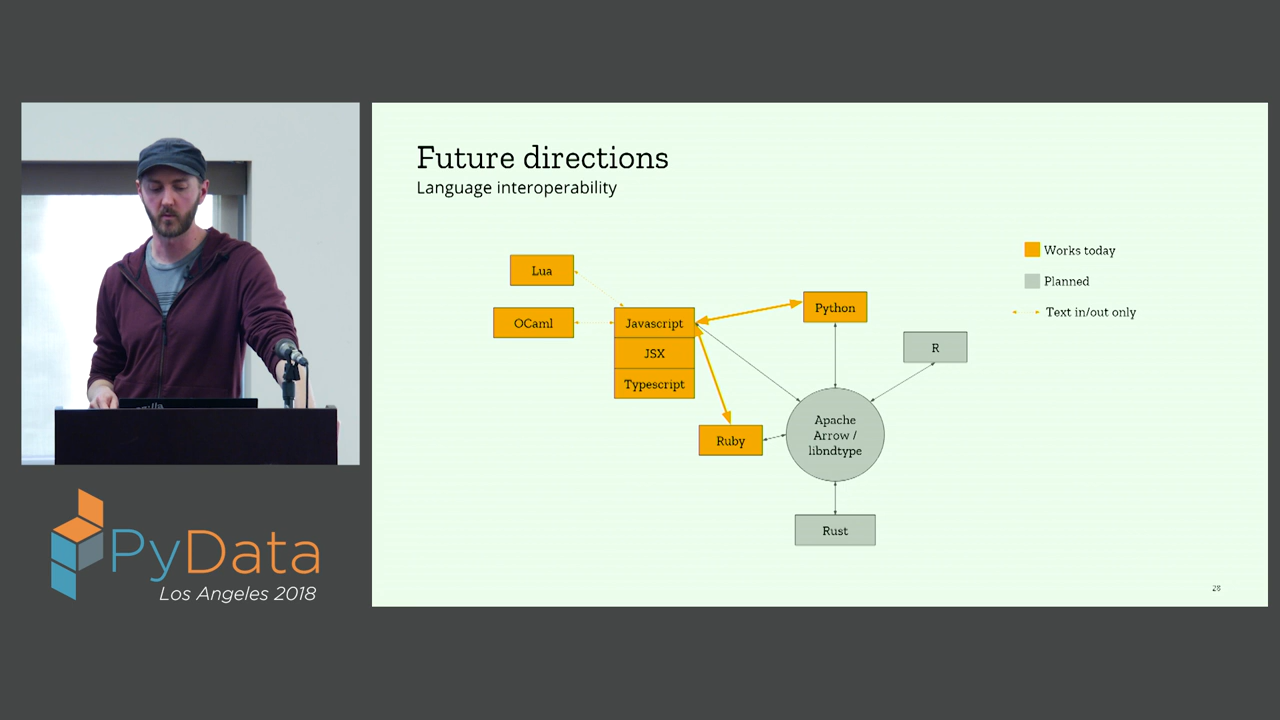 Future directions
Language interoperability
Works today
Planned
Text in/out only
Lua
OCaml
Javascript
JSX
Typescript
Python
R
Ruby
Apache
Arrow /
libndtype
Rust
28
PyData
Los Angeles 2018